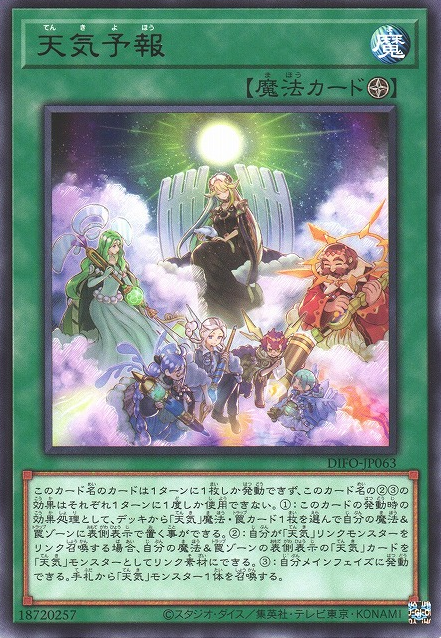 天気予報
【魔法カード】
魔
DIFO-JP063
このカード名のカードは1ターンに1枚しか発動できず、このカード名の②③の
効果はそれぞれ1ターンに1度しか使用できない。①：このカードの発動時の
効果処理として、デッキから「天気」魔法・罠カード1枚を選んで自分の魔法＆
罠ゾーンに表側表示で置く事ができる。②：自分が「天気」リンクモンスターを
リンク召喚する場合、自分の魔法＆罠ゾーンの表側表示の「天気」カードを
「天気」モンスターとしてリンク素材にできる。③：自分メインフェイズに発動
できる。手札から「天気」モンスター1体を召喚する。
18720257
©スタジオ・ダイス／集英社・テレビ東京・KONAMI